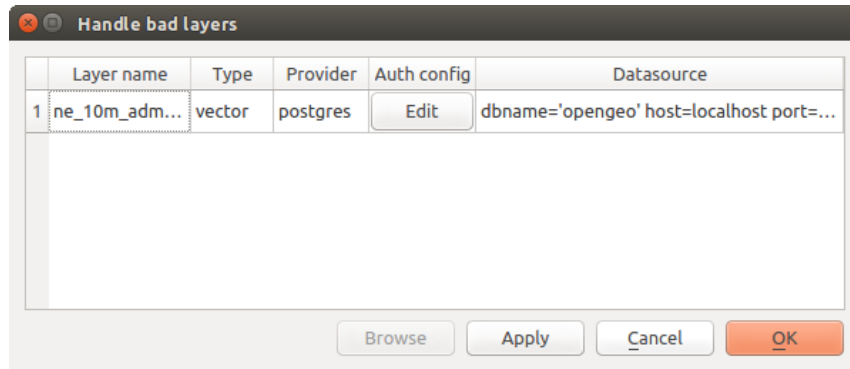 Handle bad layers
Layer name Type Provider Auth config Datasource
1 ne_10m_adm... vector postgres Edit dbname='opengeo' host=localhost port=...
Browse Apply Cancel OK